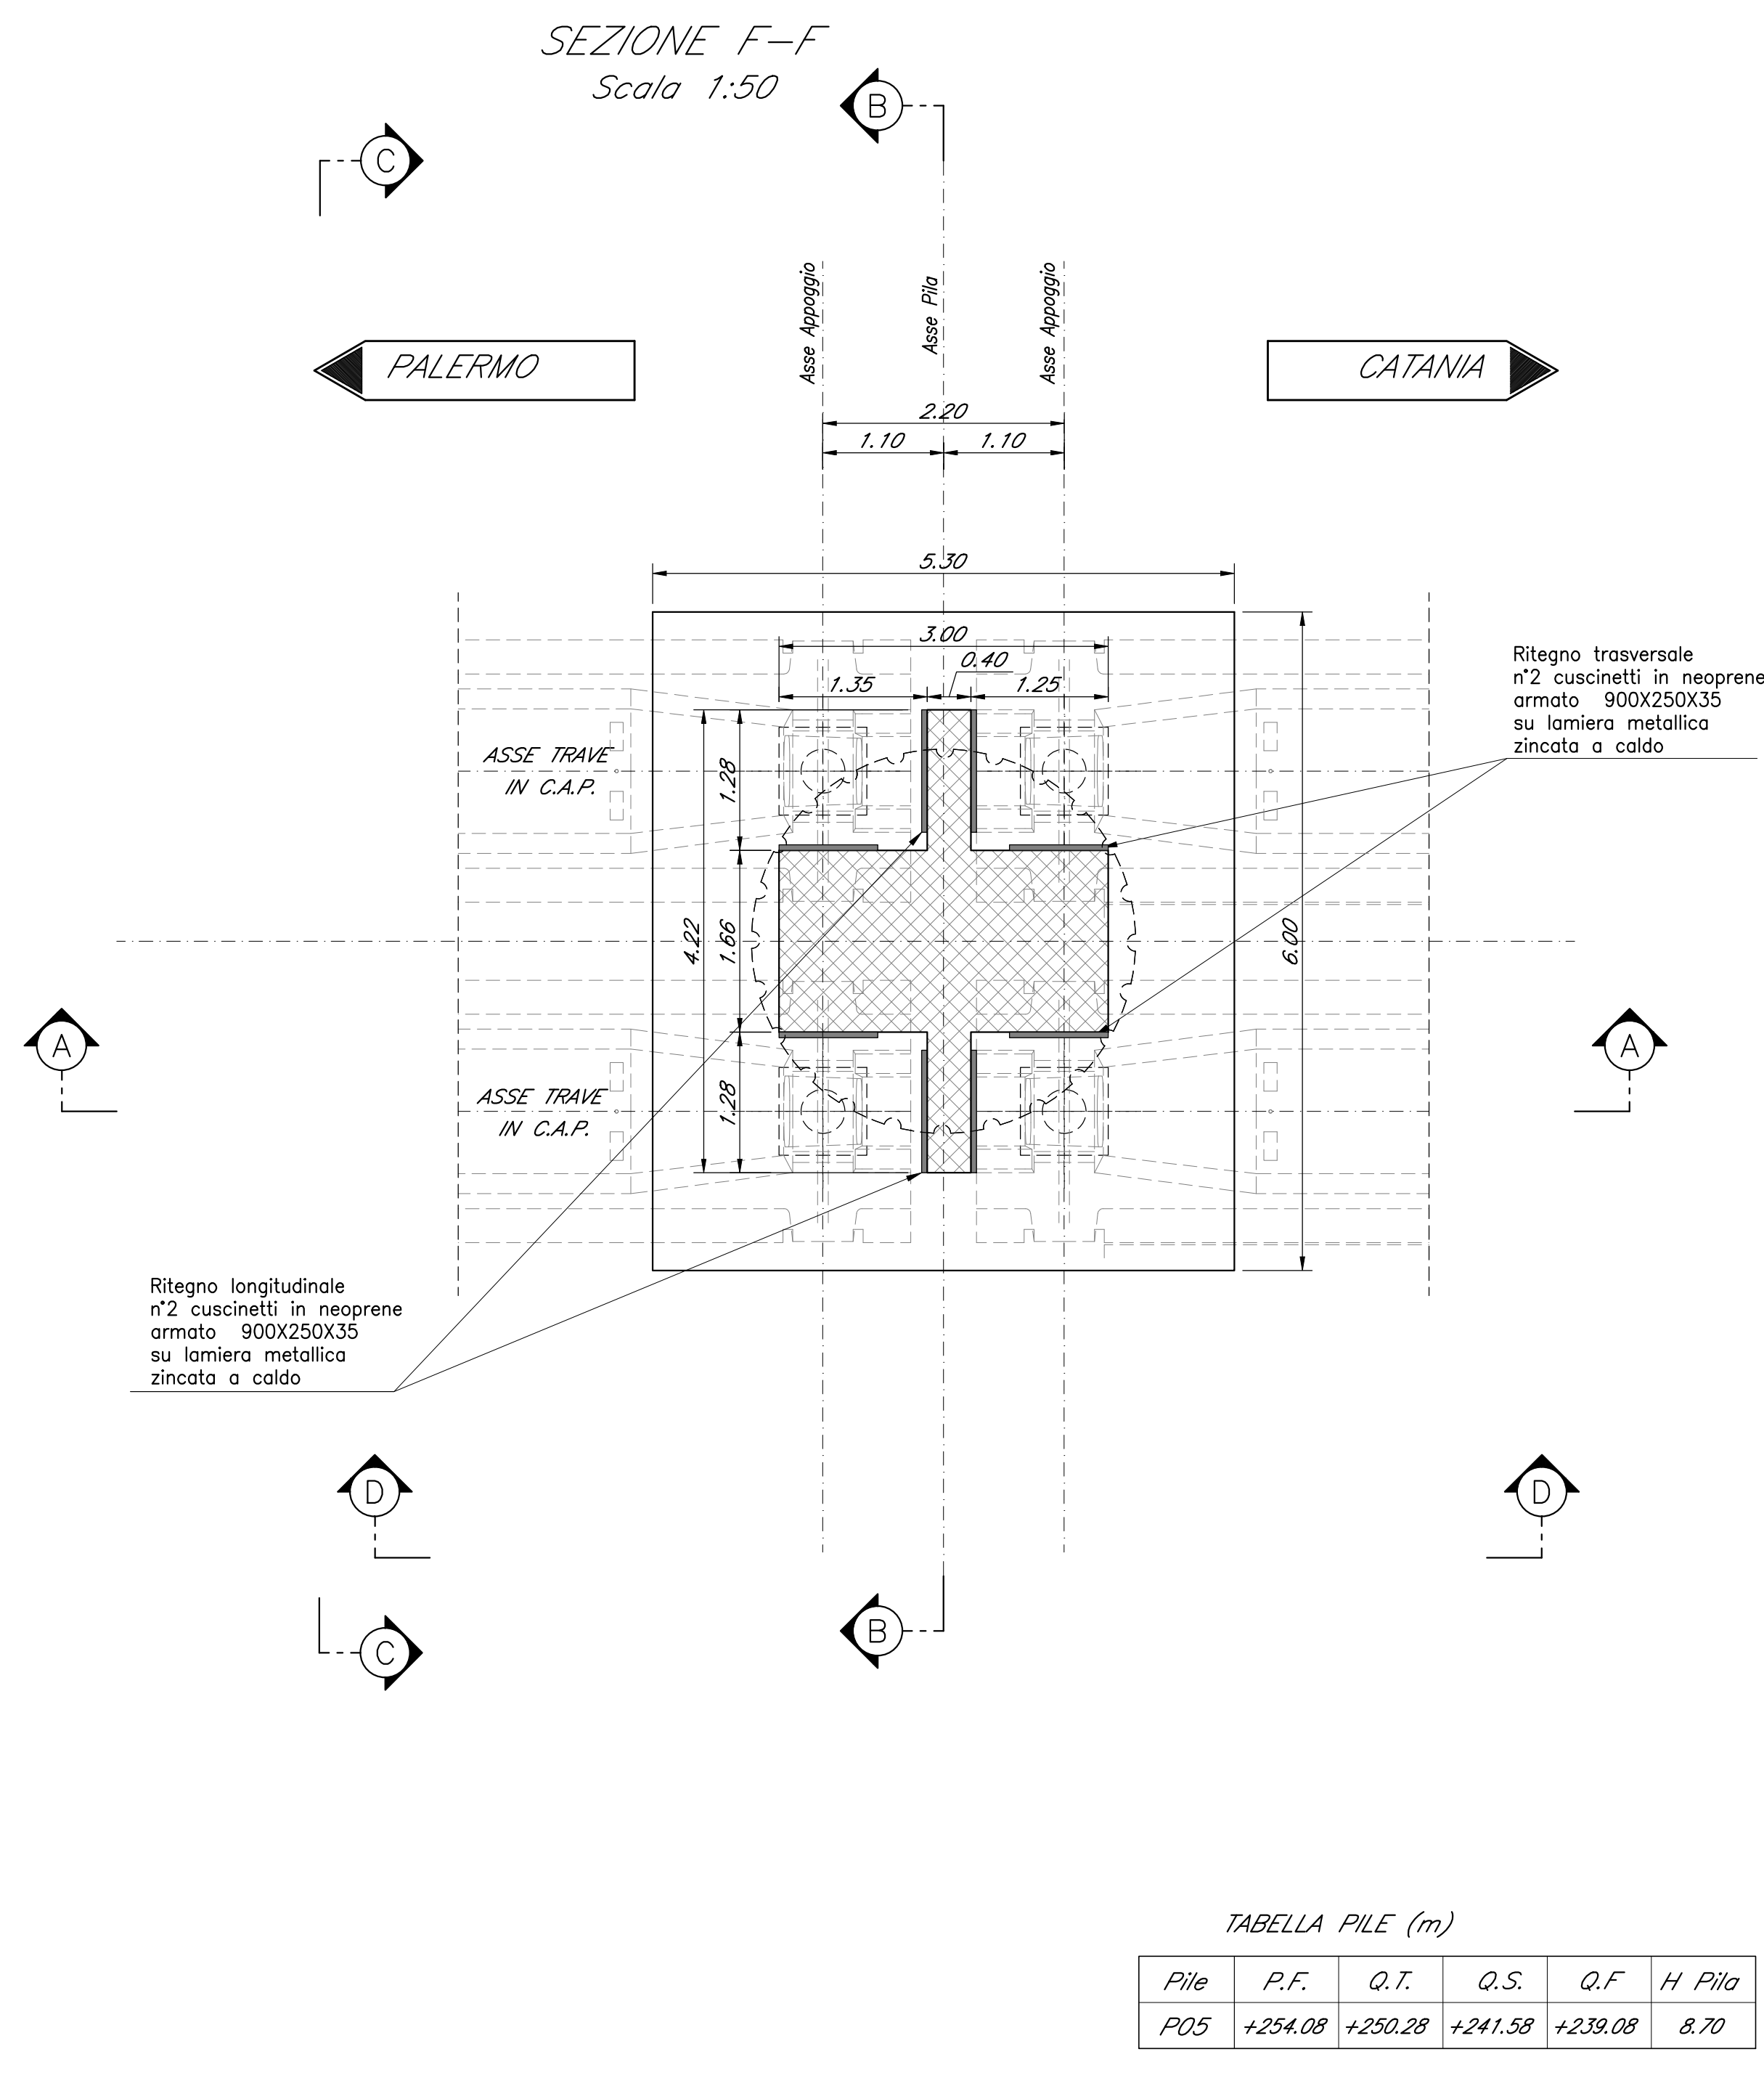 SEZIONE F-F
Scala 1:50
B
C
Asse Appoggio
Asse Pila
Asse Appoggio
PALERMO
CATANIA
2.20
1.10
1.10
5.30
3.00
0.40
1.35
1.25
Ritegno trasversale
n°2 cuscinetti in neoprene
armato 900X250X35
su lamiera metallica
zincata a caldo
ASSE TRAVE
IN C.A.P.
1.28
4.22
1.66
6.00
A
A
1.28
ASSE TRAVE
IN C.A.P.
Ritegno longitudinale
n°2 cuscinetti in neoprene
armato 900X250X35
su lamiera metallica
zincata a caldo
D
D
B
C
TABELLA PILE (m)
Pile P.F. Q.T. Q.S. Q.F H Pila
P05 +254.08 +250.28 +241.58 +239.08 8.70